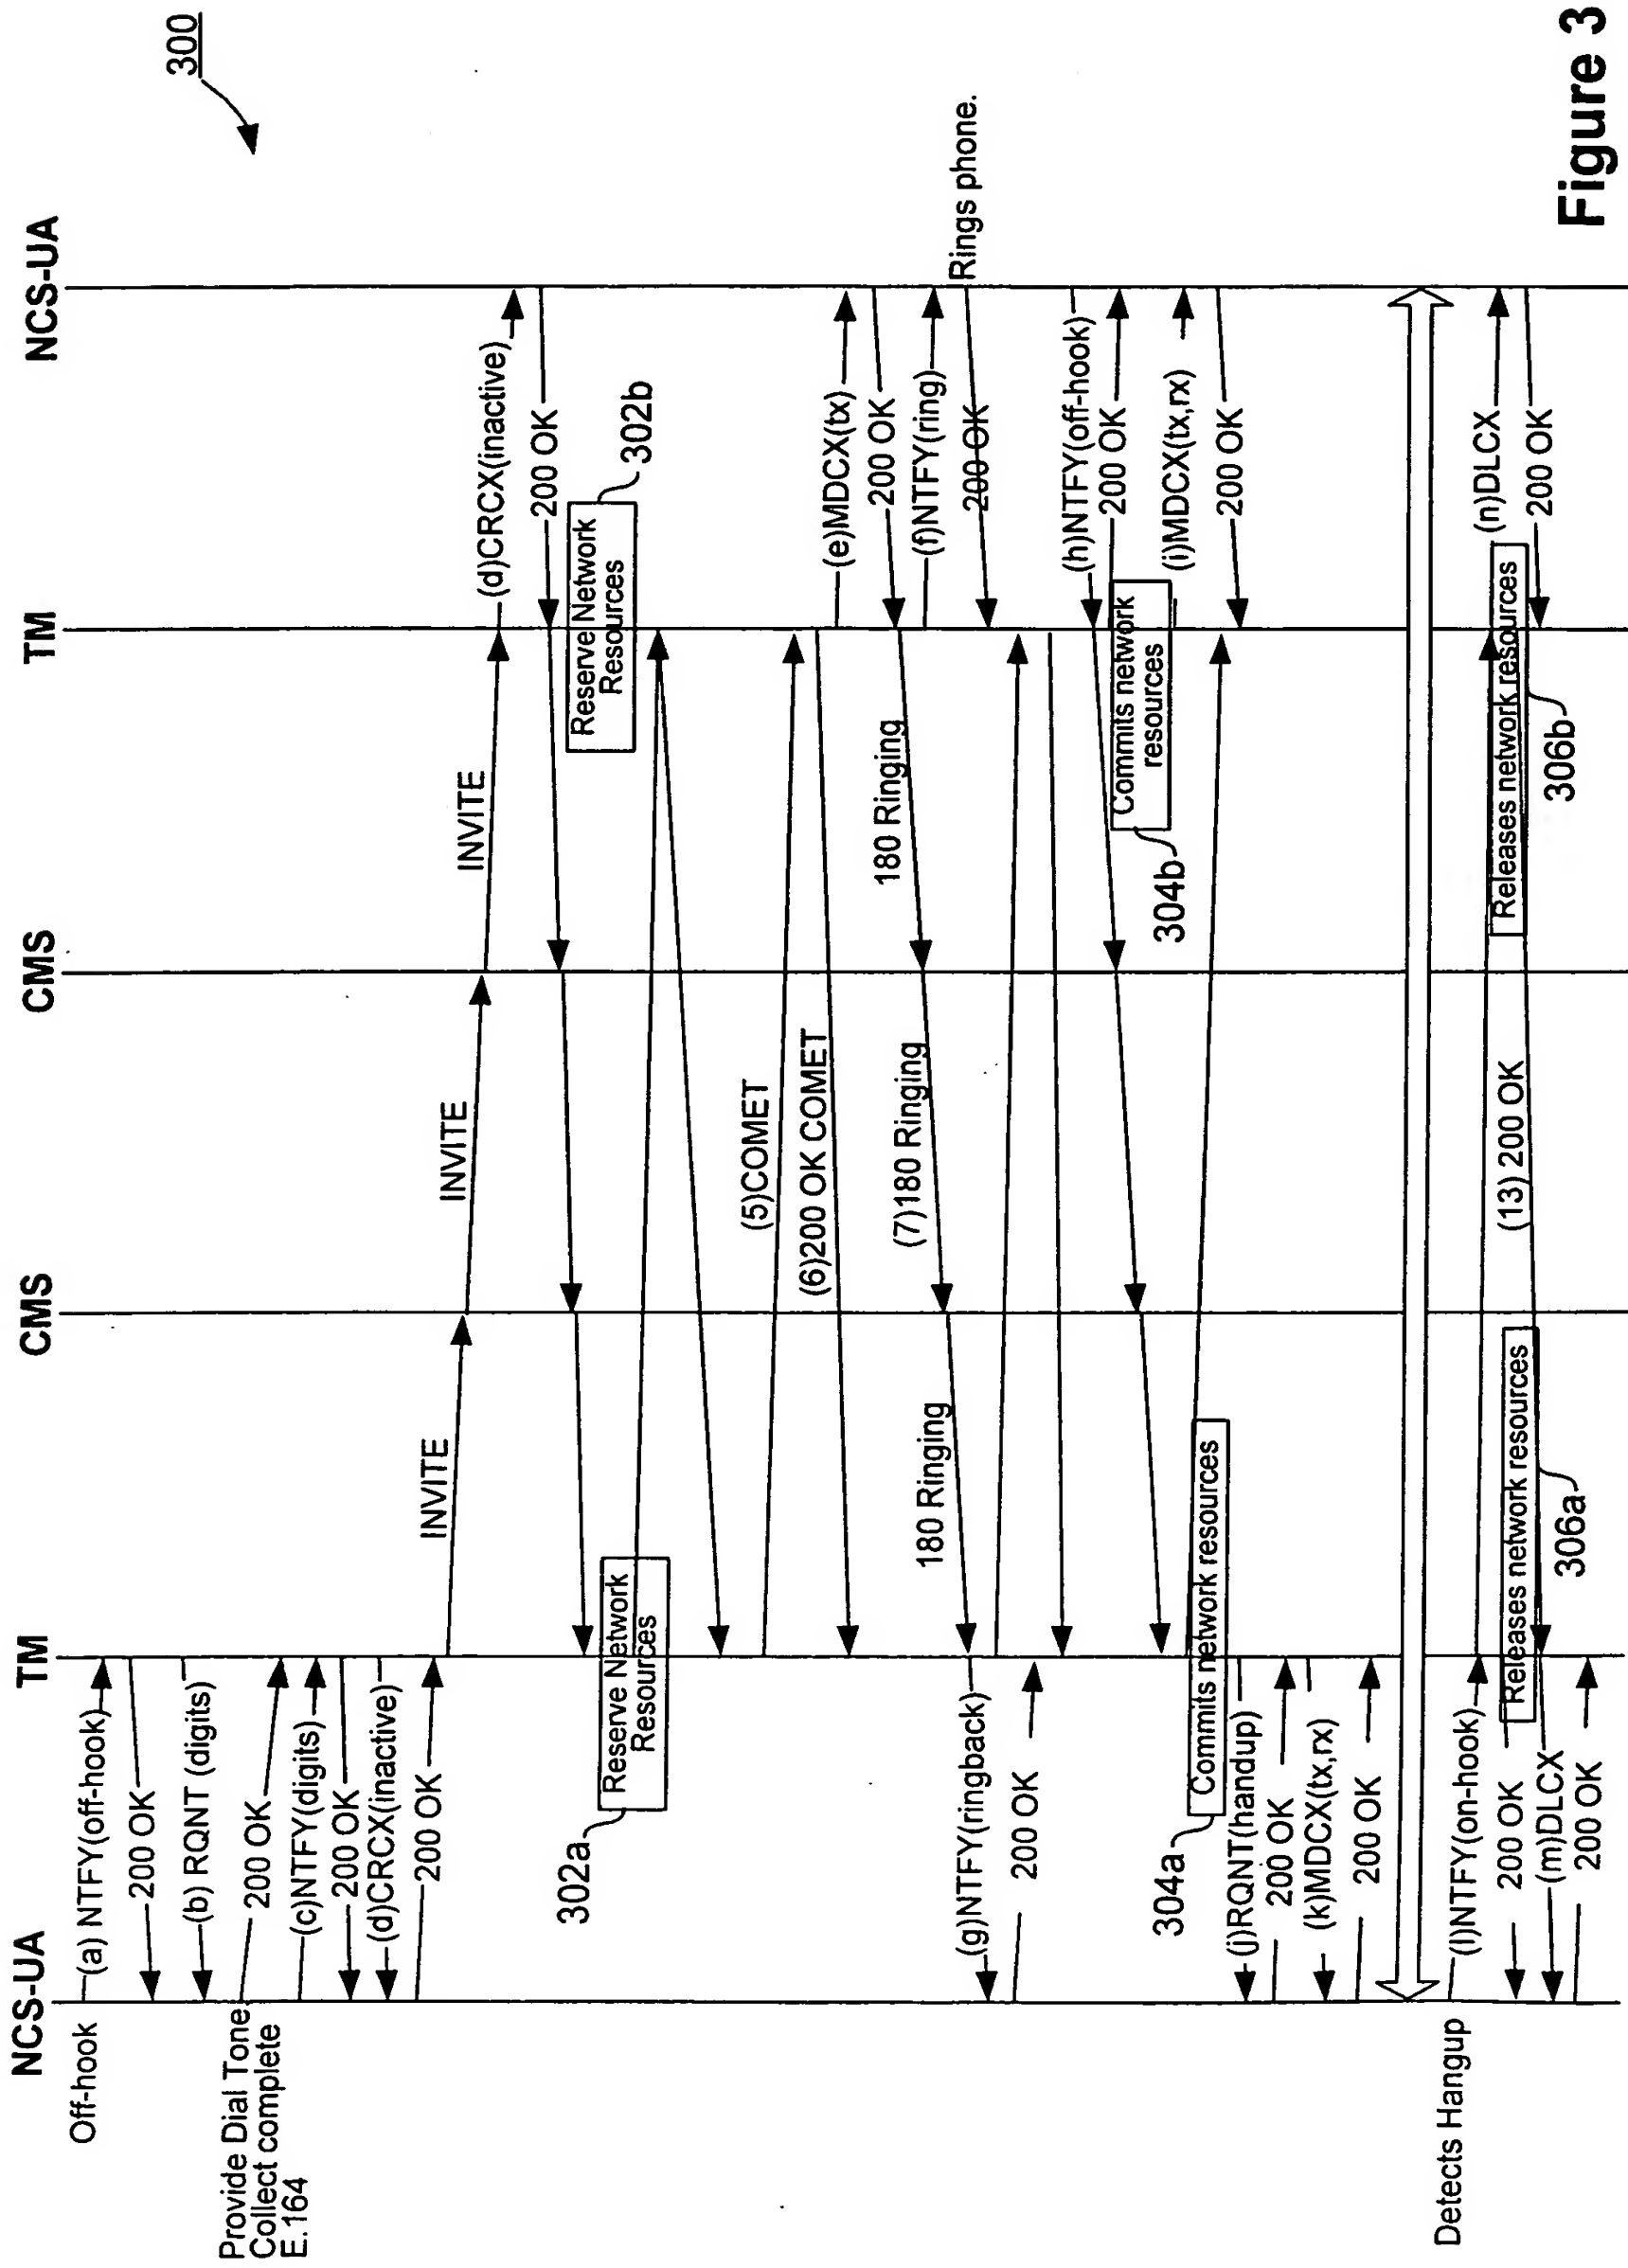 300
NCS-UA
TM
CMS
CMS
TM
NCS-UA
Off-hook
(a) NTFY(off-hook)
200 OK
(b) RQNT (digits)
Provide Dial Tone
Collect complete
E.164
200 OK
(c)NTFY(digits)
200 OK
(d)CRCX(inactive)
200 OK
INVITE
INVITE
INVITE
(d)CRCX(inactive)
200 OK
Reserve Network
Resources
302a
Reserve Network
Resources
302b
(5)COMET
(6)200 OK COMET
(e)MDCX(tx)
200 OK
180 Ringing
(7)180 Ringing
180 Ringing
(f)NTFY(ring)
200 OK
Rings phone.
(g)NTFY(ringback)
200 OK
(h)NTFY(off-hook)
200 OK
Commits network
resources
304b
(i)MDCX(tx,rx)
200 OK
Commits network resources
304a
(j)RQNT(handup)
200 OK
(k)MDCX(tx,rx)
200 OK
Detects Hangup
(l)NTFY(on-hook)
200 OK
Releases network resources
306a
(m)DLCX
200 OK
(n)DLCX
Releases network resources
306b
200 OK
(13) 200 OK
Figure 3